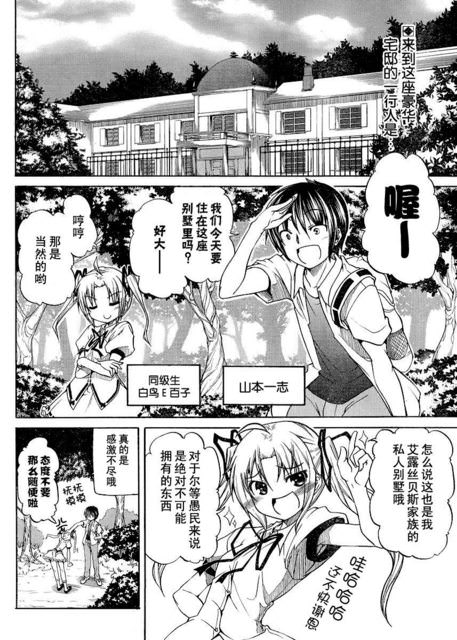 ◆来到这座豪华
宅邸的一行人是…
喔ー
我们今天要
住在这座
别墅里吗?
好大—
哼哼
那是
当然的哟
山本一志
同级生
白鸟E百子
怎么说这也是我
艾露丝贝斯家族的
私人别墅哦
对于尔等愚民来说
是绝对不可能
拥有的东西
哇哈哈哈
还不快谢恩
真的是
感激不尽哦
抚抚
摸摸
态度不要
那么随便啦